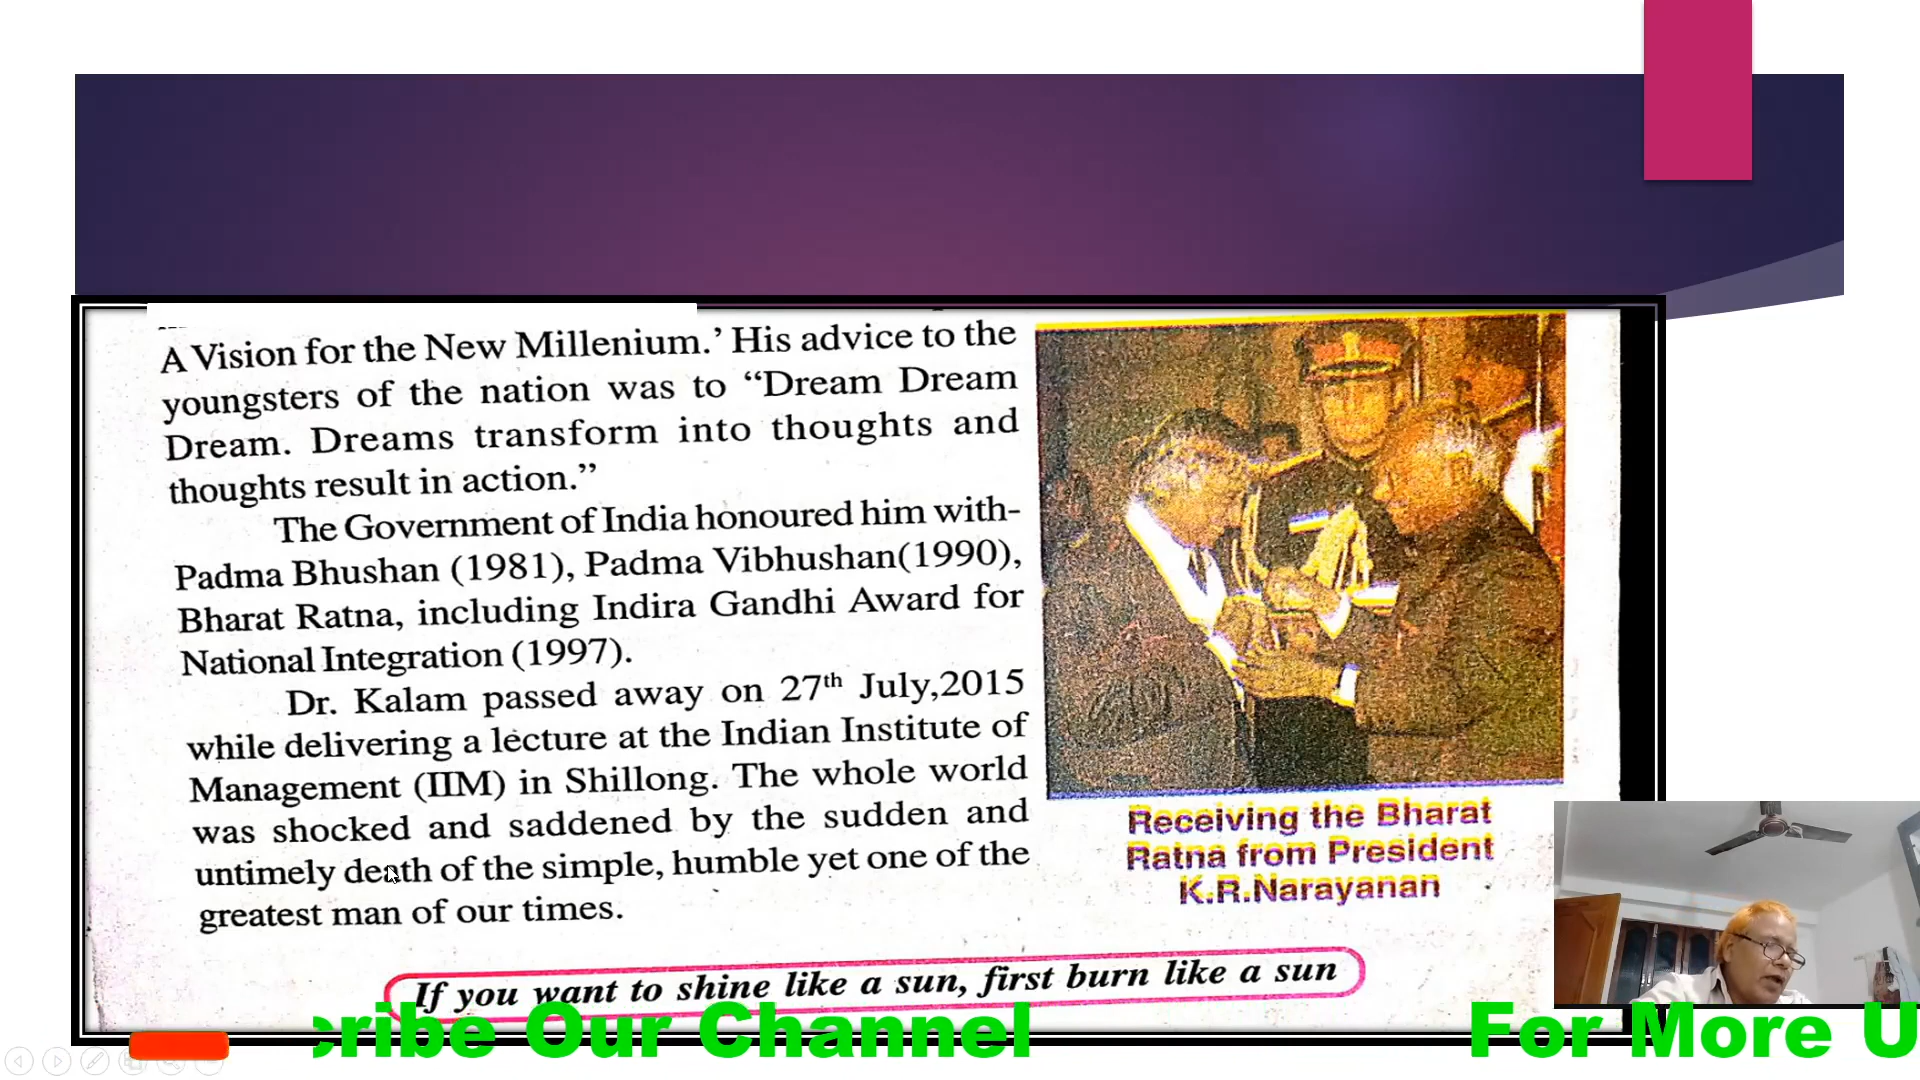 A Vision for the New Millenium.’ His advice to the
youngsters of the nation was to “Dream Dream
Dream. Dreams transform into thoughts and
thoughts result in action.”
The Government of India honoured him with-
Padma Bhushan (1981), Padma Vibhushan(1990),
Bharat Ratna, including Indira Gandhi Award for
National Integration (1997).
Dr. Kalam passed away on 27th July,2015
while delivering a lecture at the Indian Institute of
Management (IIM) in Shillong. The whole world
was shocked and saddened by the sudden and
untimely death of the simple, humble yet one of the
greatest man of our times.
Receiving the Bharat
Ratna from President
K.R.Narayanan
If you want to shine like a sun, first burn like a sun
cribe Our Channel
For More U